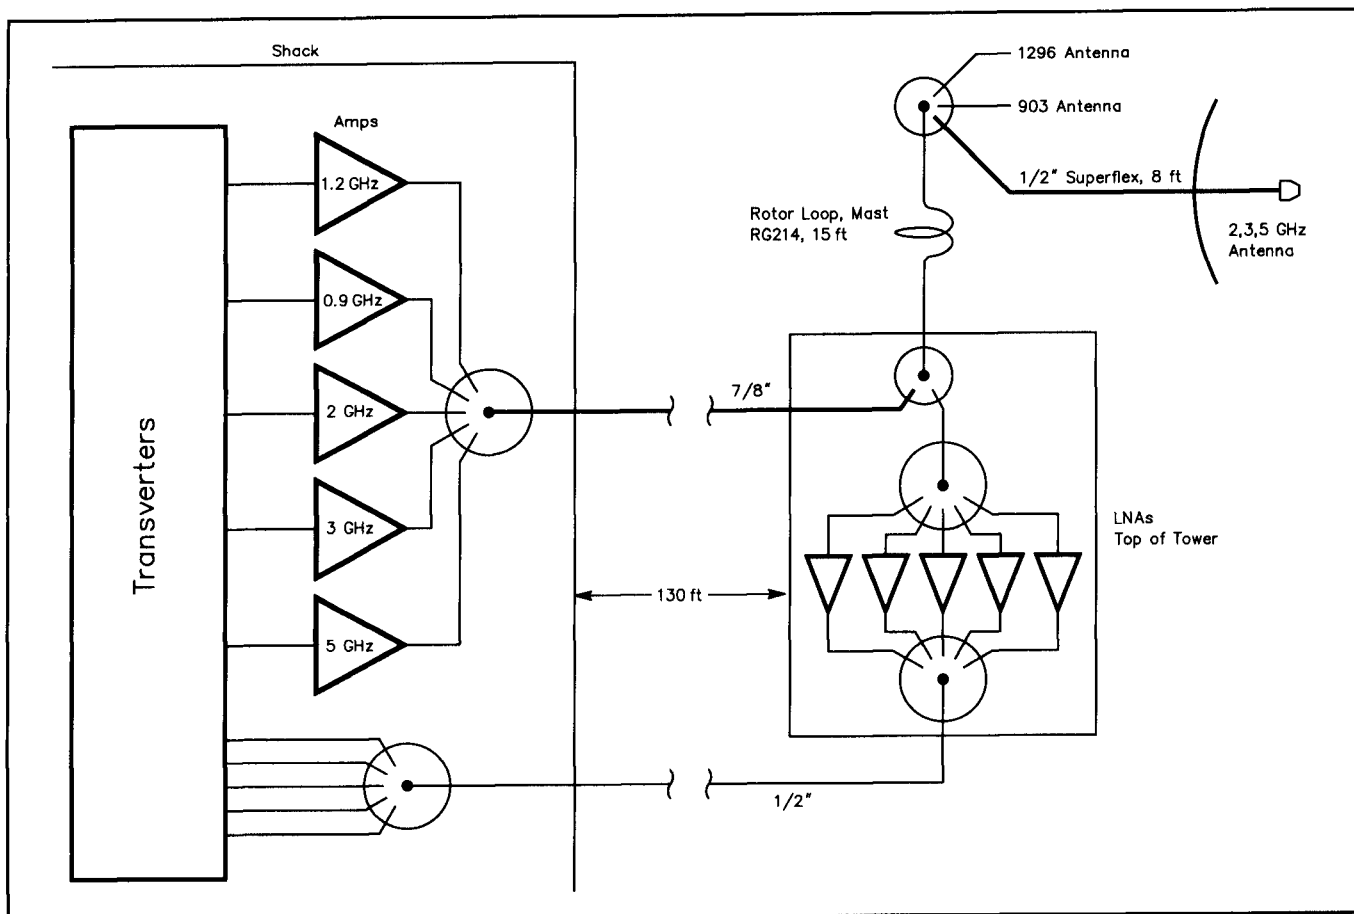 Shack
1296 Antenna
903 Antenna
Amps
1.2 GHz
1/2" Superflex, 8 ft
Rotor Loop, Mast
RG214, 15 ft
2,3,5 GHz
Antenna
0.9 GHz
7/8"
2 GHz
Transverters
3 GHz
LNAs
Top of Tower
130 ft
5 GHz
1/2"